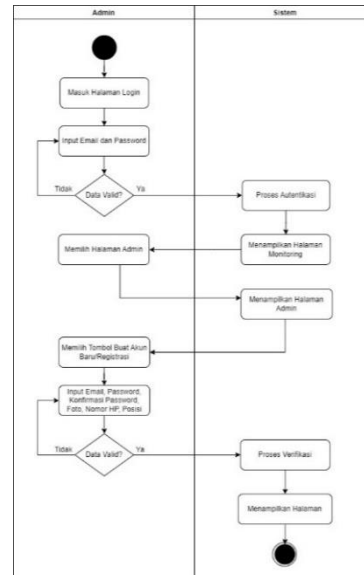 Admin
Sistem
Masuk Halaman Login
Input Email dan Password
Tidak
Data Valid?
Ya
Proses Autentikasi
Menampilkan Halaman
Monitoring
Memilih Halaman Admin
Menampilkan Halaman
Admin
Memilih Tombol Buat Akun
Baru/Registrasi
Input Email, Password,
Konfirmasi Password,
Foto, Nomor HP, Posisi
Tidak
Data Valid?
Ya
Proses Verifikasi
Menampilkan Halaman